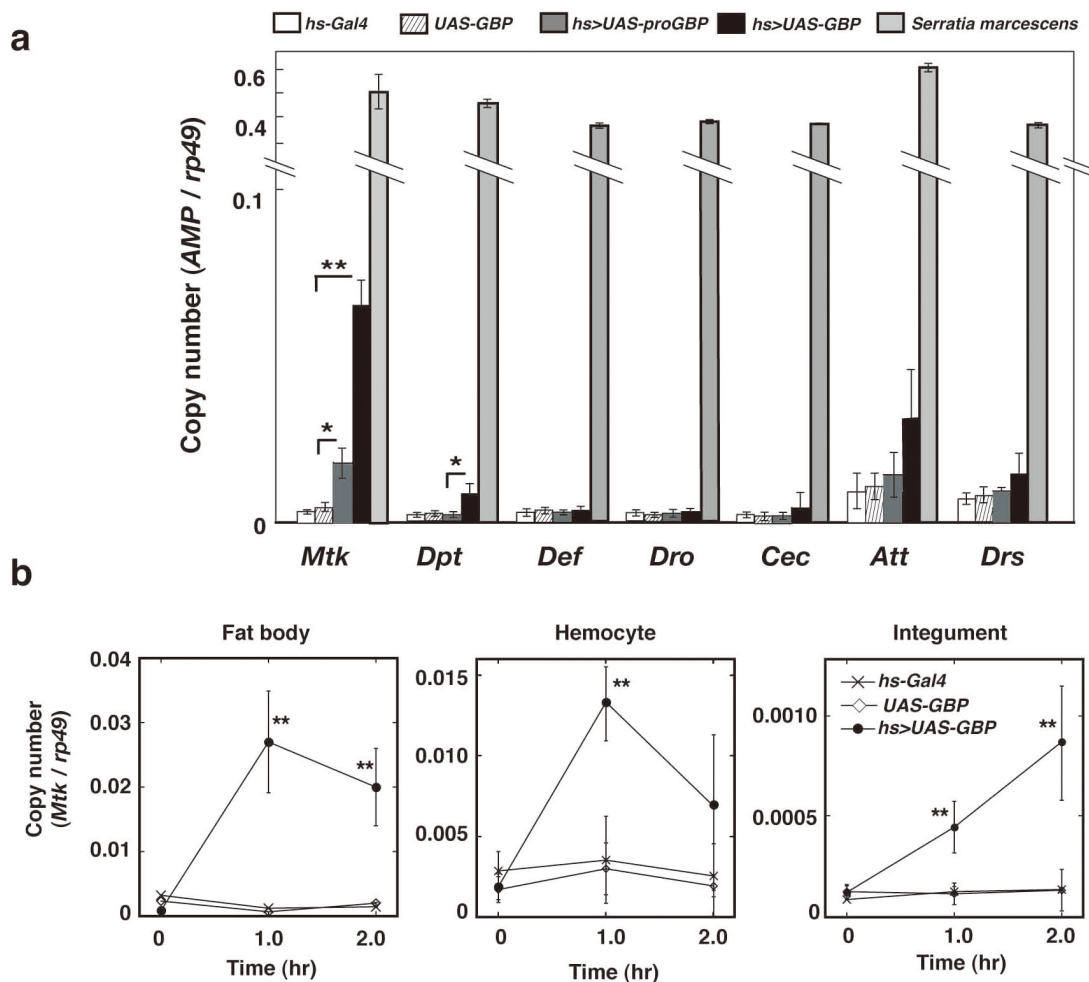 a
hs-Gal4 UAS-GBP hs>UAS-proGBP hs>UAS-GBP Serratia marcescens
Copy number (AMP / rp49)
0.6
0.4
0.1
0
**
*
*
Mtk Dpt Def Dro Cec Att Drs
b
Fat body
Copy number
(Mtk / rp49)
0.04
0.03
0.02
0.01
0
**
**
0 1.0 2.0
Time (hr)
Hemocyte
0.015
0.010
0.005
0
**
0 1.0 2.0
Time (hr)
Integument
0.0010
0.0005
0
hs-Gal4
UAS-GBP
hs>UAS-GBP
**
**
0 1.0 2.0
Time (hr)